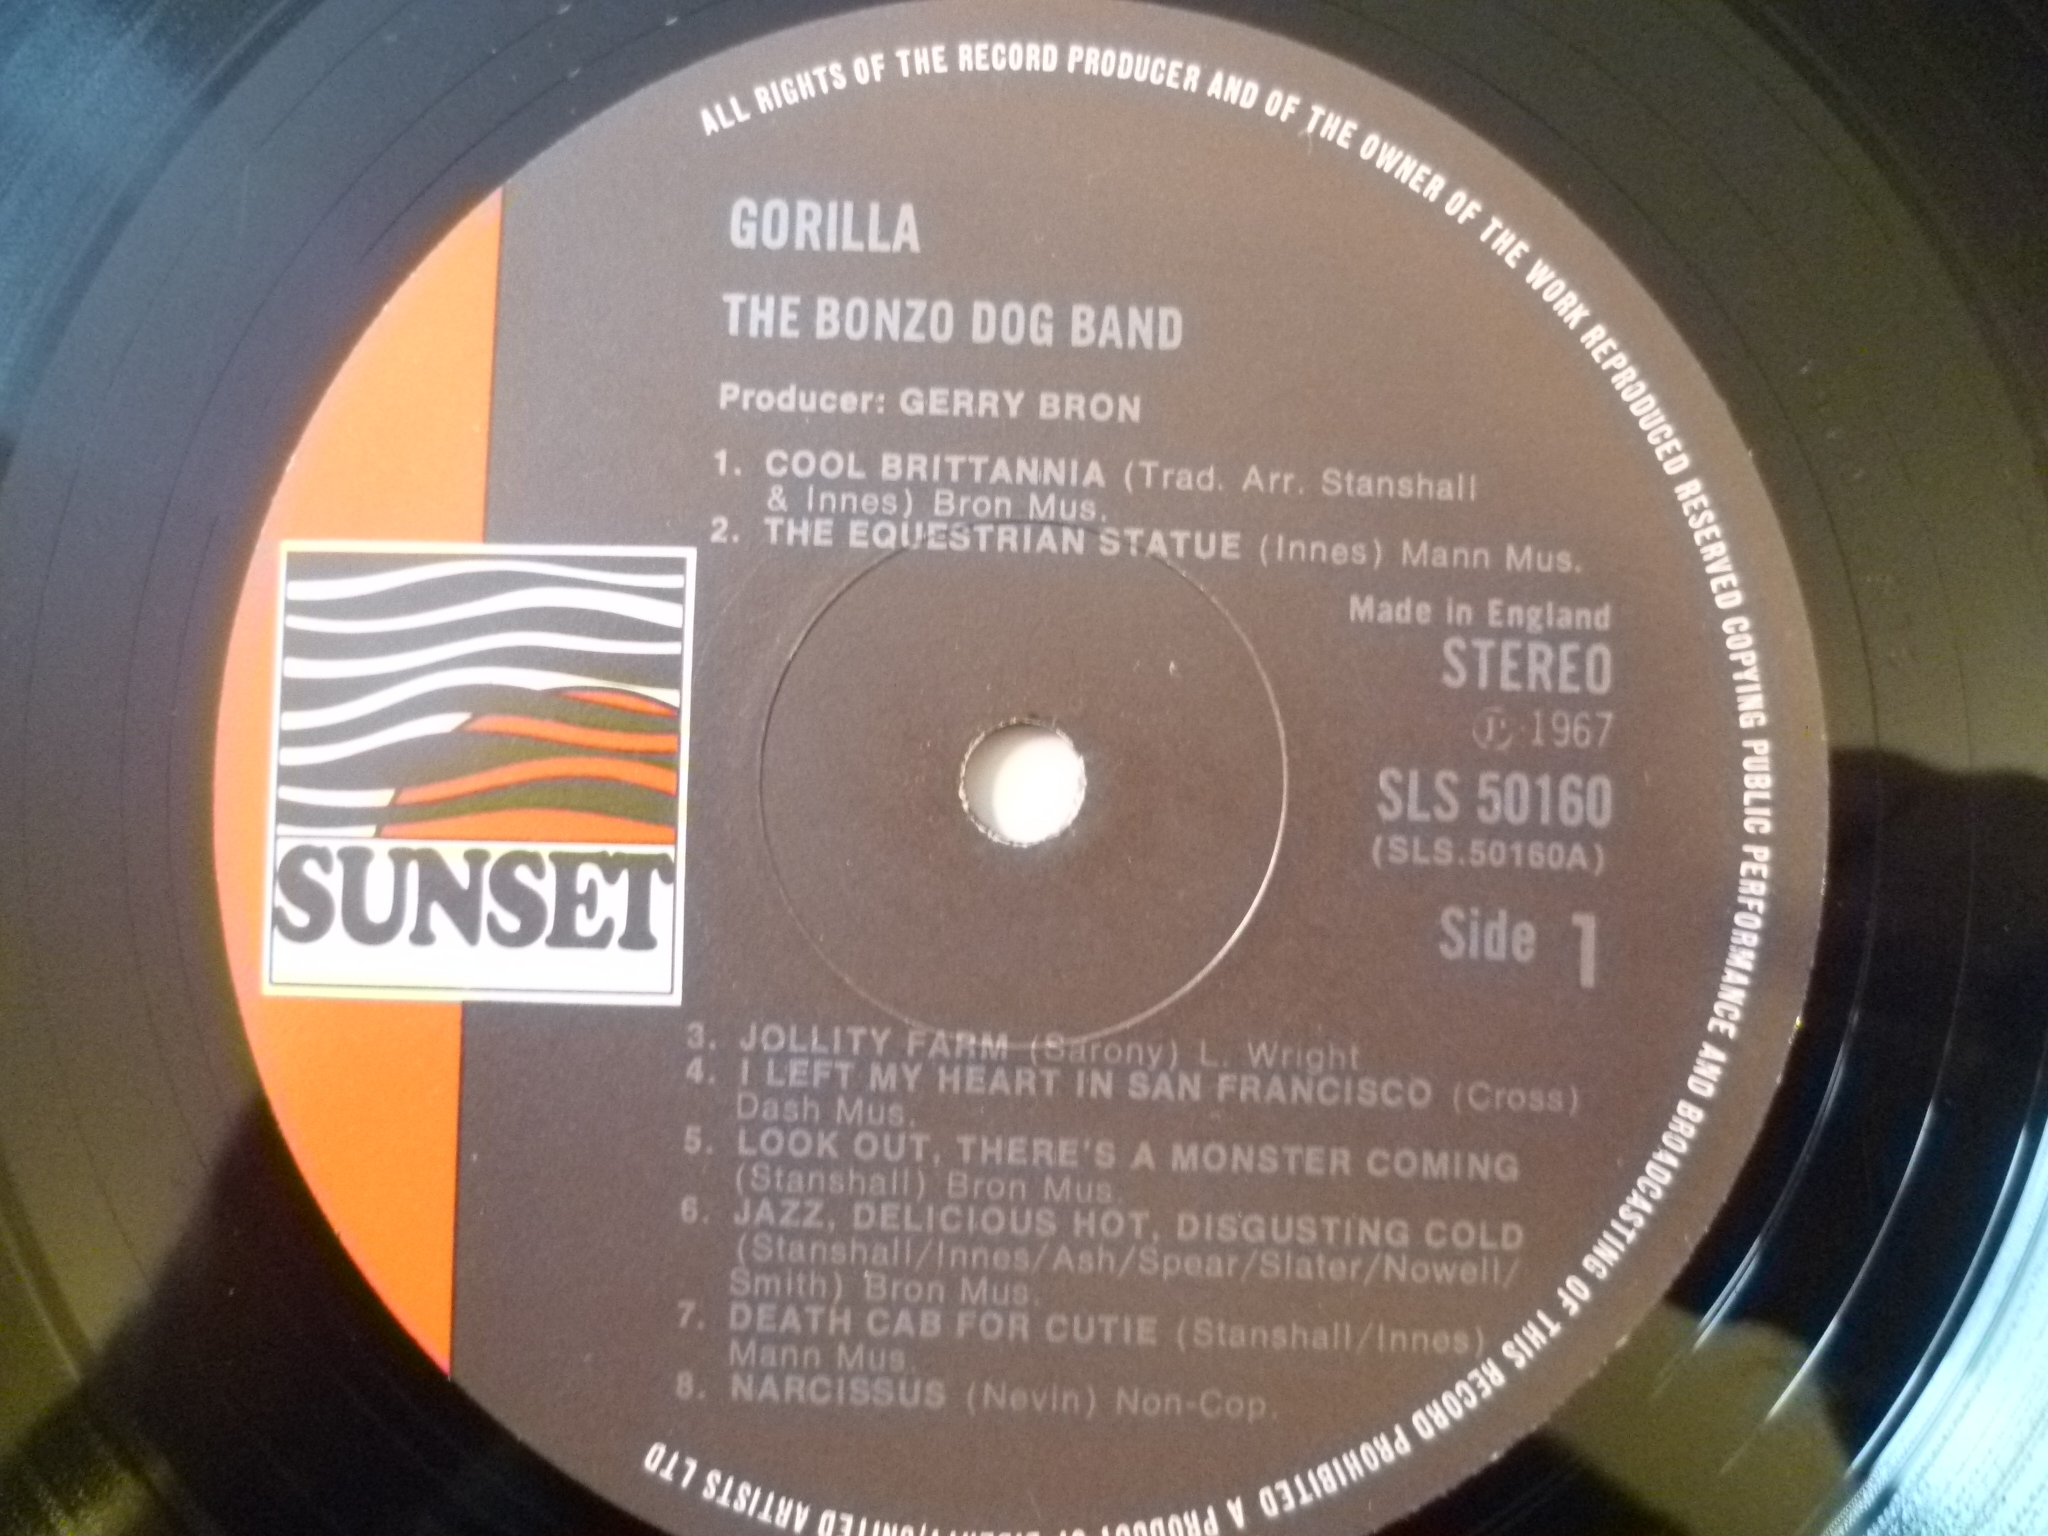 ALL RIGHTS OF THE RECORD PRODUCER AND OF THE OWNER OF THE WORK REPRODUCED RESERVED COPYING PUBLIC PERFORMANCE AND BROADCASTING OF THIS RECORD PROHIBITED A PRODUCT OF LIBERTY/UNITED ARTISTS LTD
GORILLA
THE BONZO DOG BAND
Producer: GERRY BRON
1. COOL BRITTANNIA (Trad. Arr. Stanshall
& Innes) Bron Mus.
2. THE EQUESTRIAN STATUE (Innes) Mann Mus.
Made in England
STEREO
Ⓟ 1967
SLS 50160
(SLS.50160A)
Side 1
SUNSET
3. JOLLITY FARM (Sarony) L. Wright
4. I LEFT MY HEART IN SAN FRANCISCO (Cross)
Dash Mus.
5. LOOK OUT, THERE'S A MONSTER COMING
(Stanshall) Bron Mus.
6. JAZZ, DELICIOUS HOT, DISGUSTING COLD
(Stanshall/Innes/Ash/Spear/Slater/Nowell/
Smith) Bron Mus.
7. DEATH CAB FOR CUTIE (Stanshall/Innes)
Mann Mus.
8. NARCISSUS (Nevin) Non-Cop.